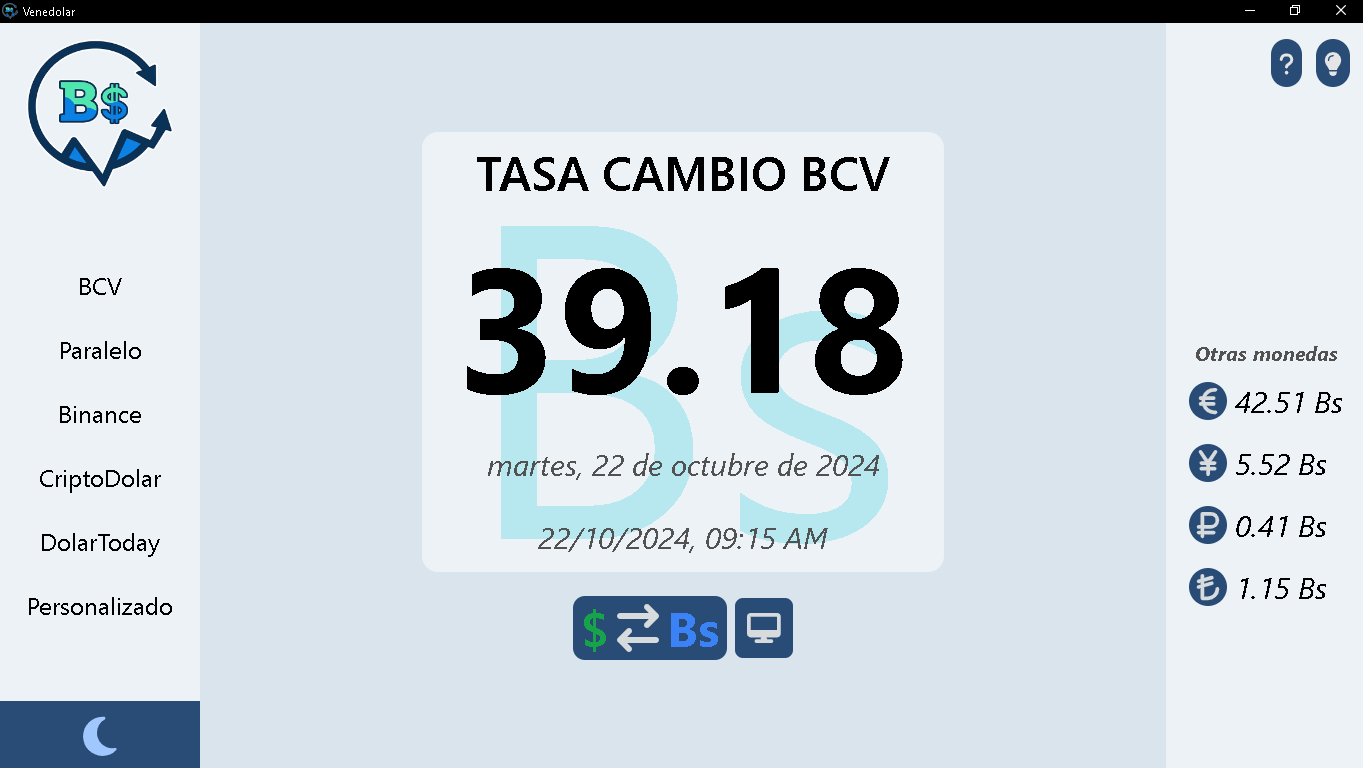 Venedolar
B$
?
BCV
Paralelo
Binance
CriptoDolar
DolarToday
Personalizado
TASA CAMBIO BCV
Bs
39.18
martes, 22 de octubre de 2024
22/10/2024, 09:15 AM
$ Bs
Otras monedas
€ 42.51 Bs
¥ 5.52 Bs
₽ 0.41 Bs
₺ 1.15 Bs